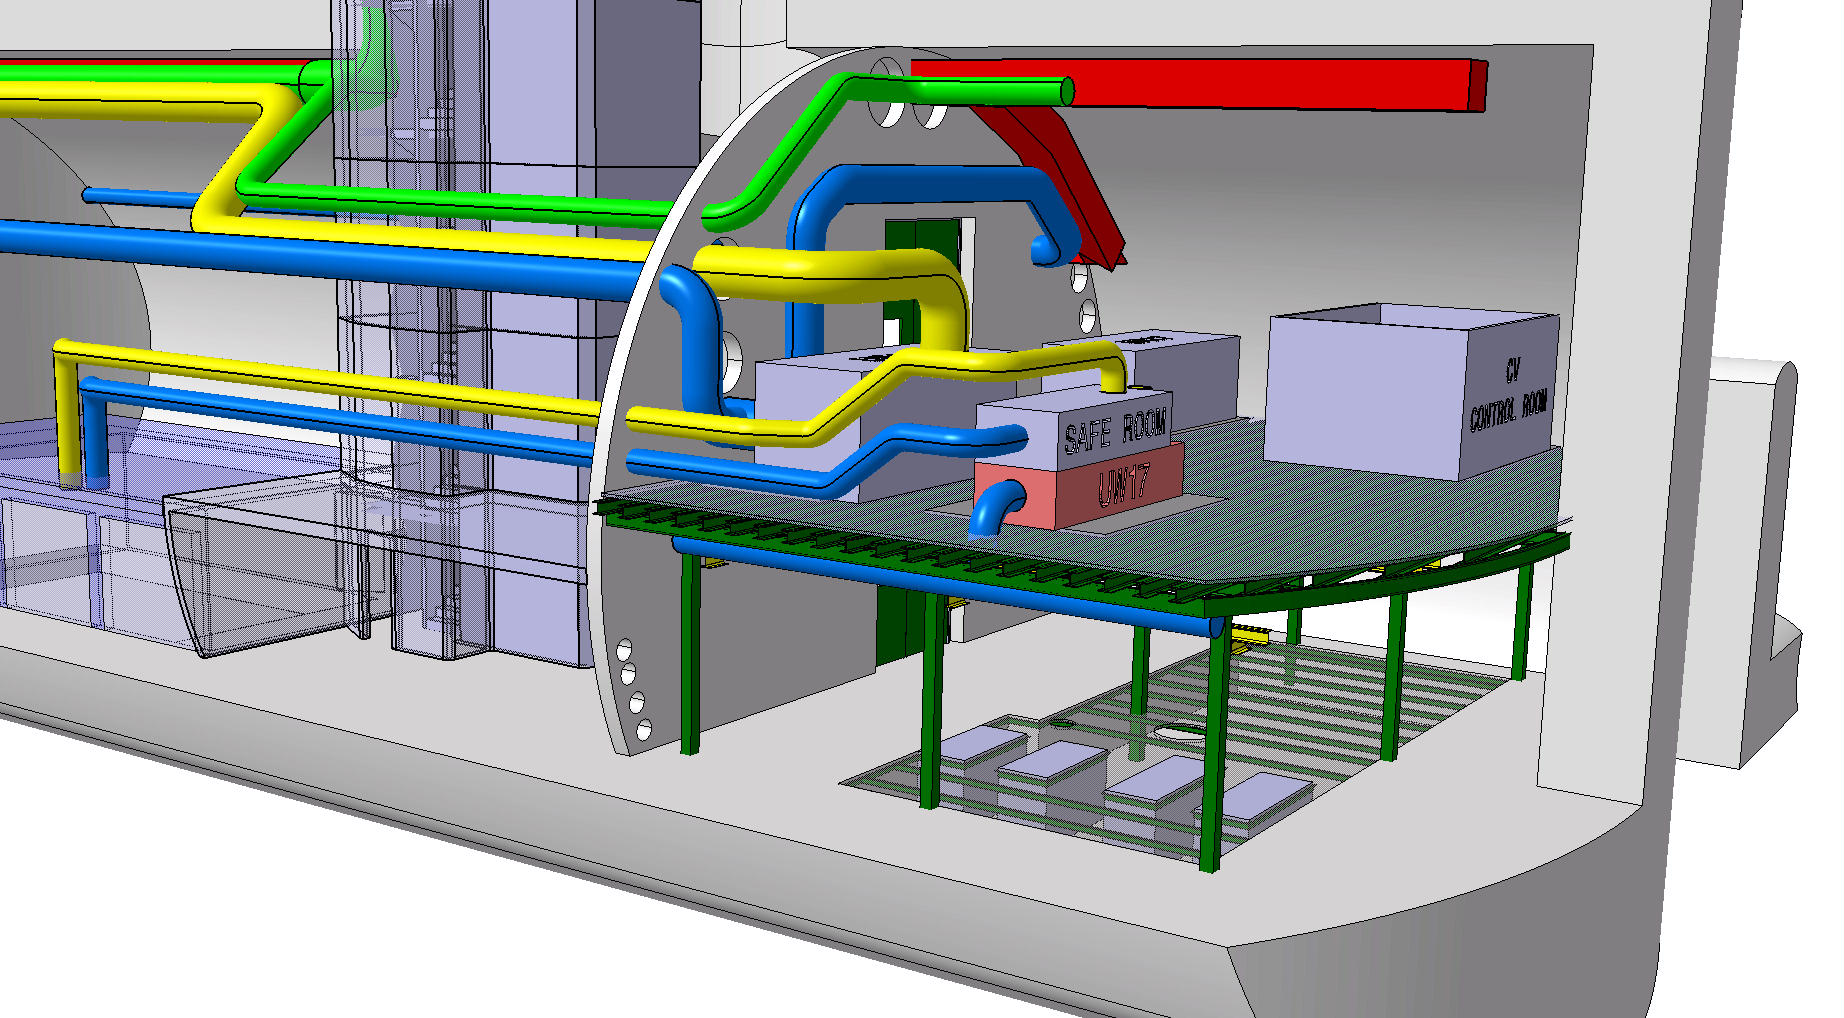 CV
CONTROL ROOM
SAFE ROOM
UW17